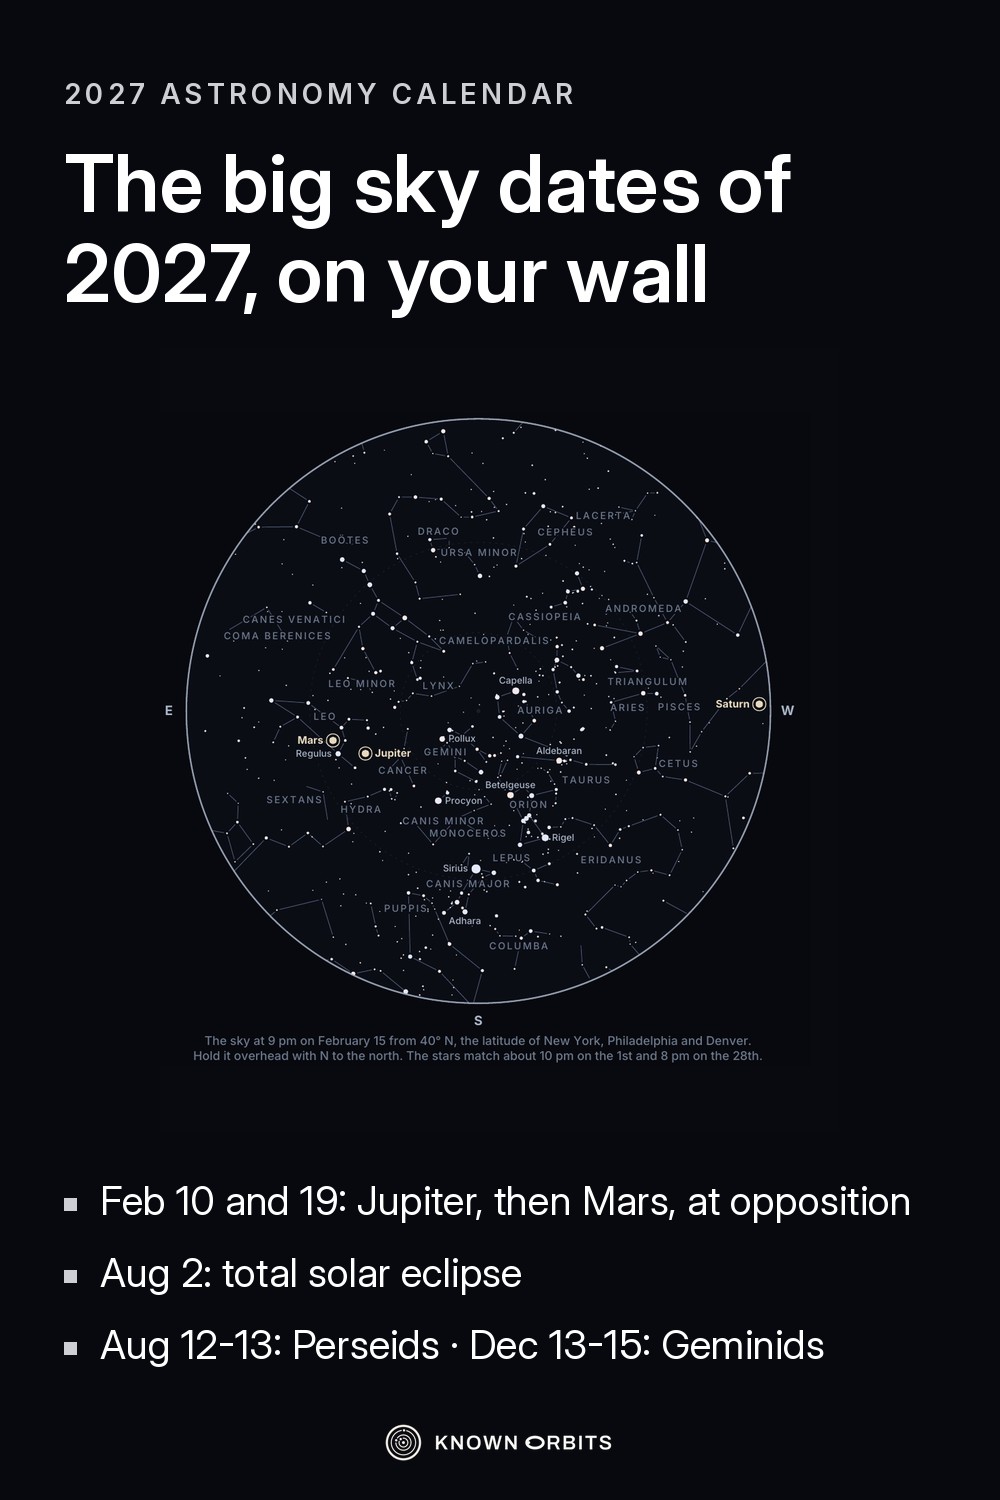 2027 ASTRONOMY CALENDAR
The big sky dates of
2027, on your wall
LACERTA
DRACO
CEPHEUS
BOÖTES
URSA MINOR
ANDROMEDA
CANES VENATICI
CASSIOPEIA
COMA BERENICES
CAMELOPARDALIS
Capella
LEO MINOR
LYNX
TRIANGULUM
Saturn
E
AURIGA
ARIES
PISCES
W
LEO
Mars
Pollux
Regulus
Jupiter
GEMINI
Aldebaran
CANCER
CETUS
TAURUS
Betelgeuse
SEXTANS
Procyon
ORION
HYDRA
CANIS MINOR
MONOCEROS
Rigel
LEPUS
ERIDANUS
Sirius
CANIS MAJOR
PUPPIS
Adhara
COLUMBA
S
The sky at 9 pm on February 15 from 40° N, the latitude of New York, Philadelphia and Denver.
Hold it overhead with N to the north. The stars match about 10 pm on the 1st and 8 pm on the 28th.
Feb 10 and 19: Jupiter, then Mars, at opposition
Aug 2: total solar eclipse
Aug 12-13: Perseids · Dec 13-15: Geminids
KNOWN ORBITS